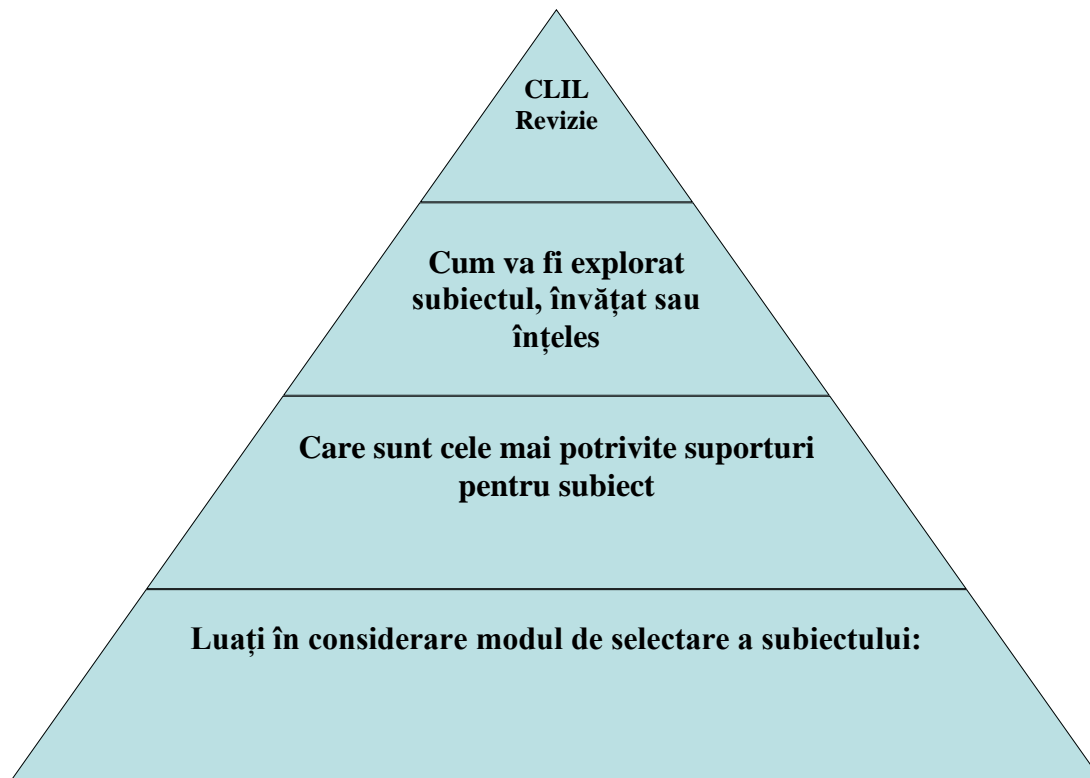 CLIL
Revizie
Cum va fi explorat
subiectul, învățat sau
înțeles
Care sunt cele mai potrivite suporturi
pentru subiect
Luați în considerare modul de selectare a subiectului: